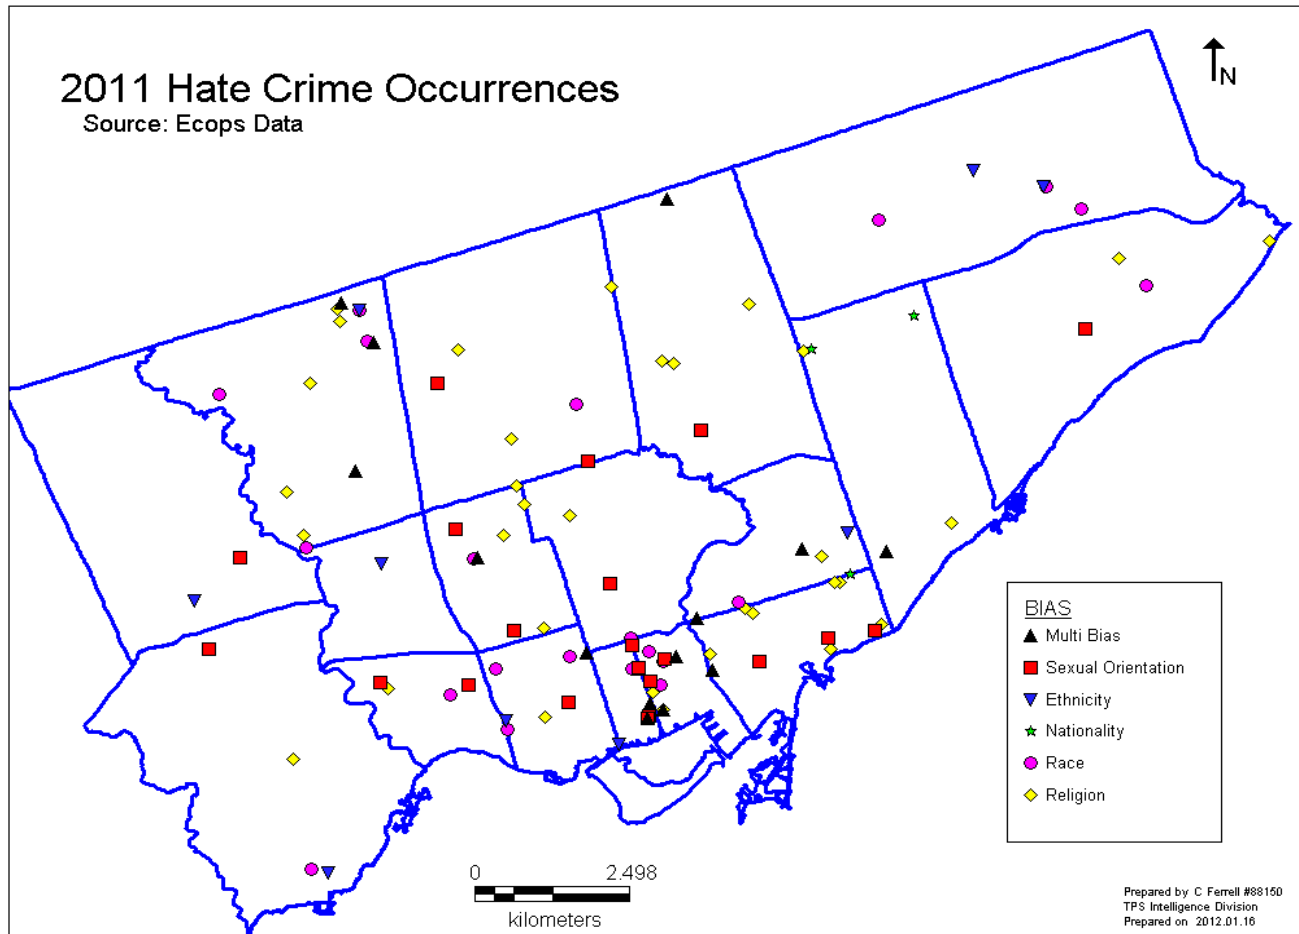 2011 Hate Crime Occurrences
Source: Ecops Data
N
BIAS
Multi Bias
Sexual Orientation
Ethnicity
Nationality
Race
Religion
0 2.498
kilometers
Prepared by C Ferrell #88150
TPS Intelligence Division
Prepared on 2012.01.16